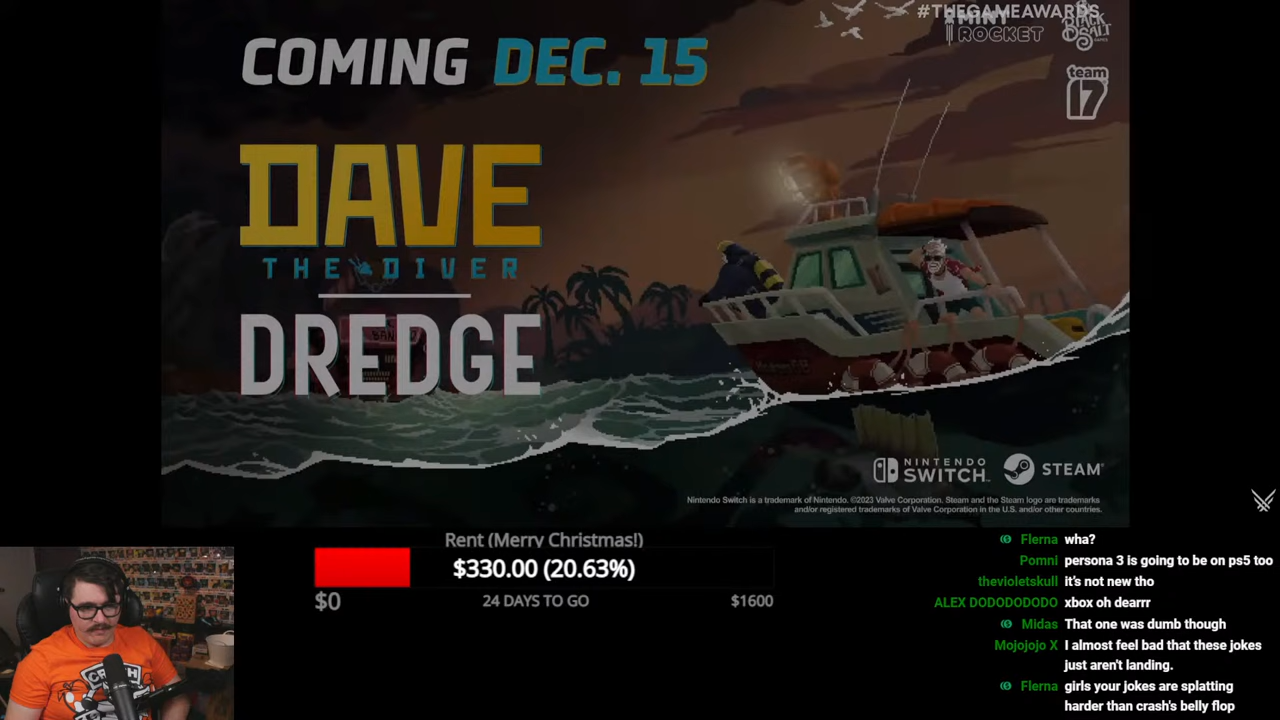 #THEGAMEAWARDS
MINT
ROCKET
BLACK
SALT
GAMES
team
17
COMING DEC. 15
DAVE
THE DIVER
DREDGE
NINTENDO
SWITCH
STEAM
Nintendo Switch is a trademark of Nintendo. ©2023 Valve Corporation. Steam and the Steam logo are trademarks
and/or registered trademarks of Valve Corporation in the U.S. and/or other countries.
Rent (Merry Christmas!)
$330.00 (20.63%)
$0
24 DAYS TO GO
$1600
CRASH
Flerna wha?
Pomni persona 3 is going to be on ps5 too
thevioletskull it's not new tho
ALEX DODODODODO xbox oh dearrr
Midas That one was dumb though
Mojojojo X I almost feel bad that these jokes
just aren't landing.
Flerna girls your jokes are splatting
harder than crash's belly flop